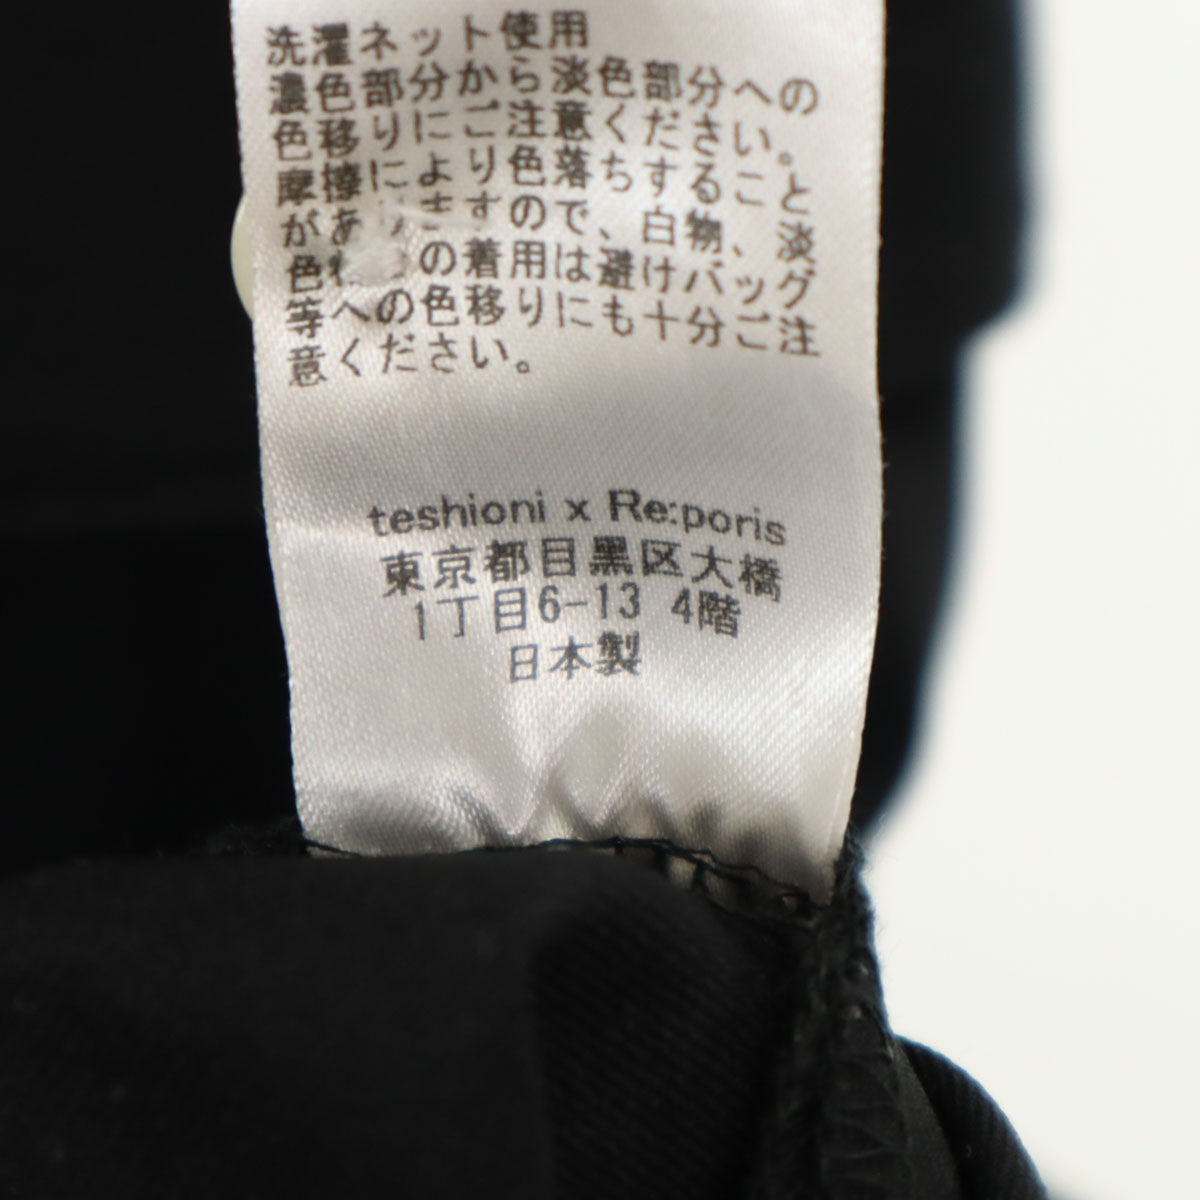 洗濯ネット使用
濃色部分から淡色部分への
色移りにご注意ください。
摩擦により色落ちすること
がありますので、白物、淡
色 の着用は避けバッグ
等への色移りにも十分ご注
意ください。
teshioni x Re:poris
東京都目黒区大橋
1丁目6-13 4階
日本製